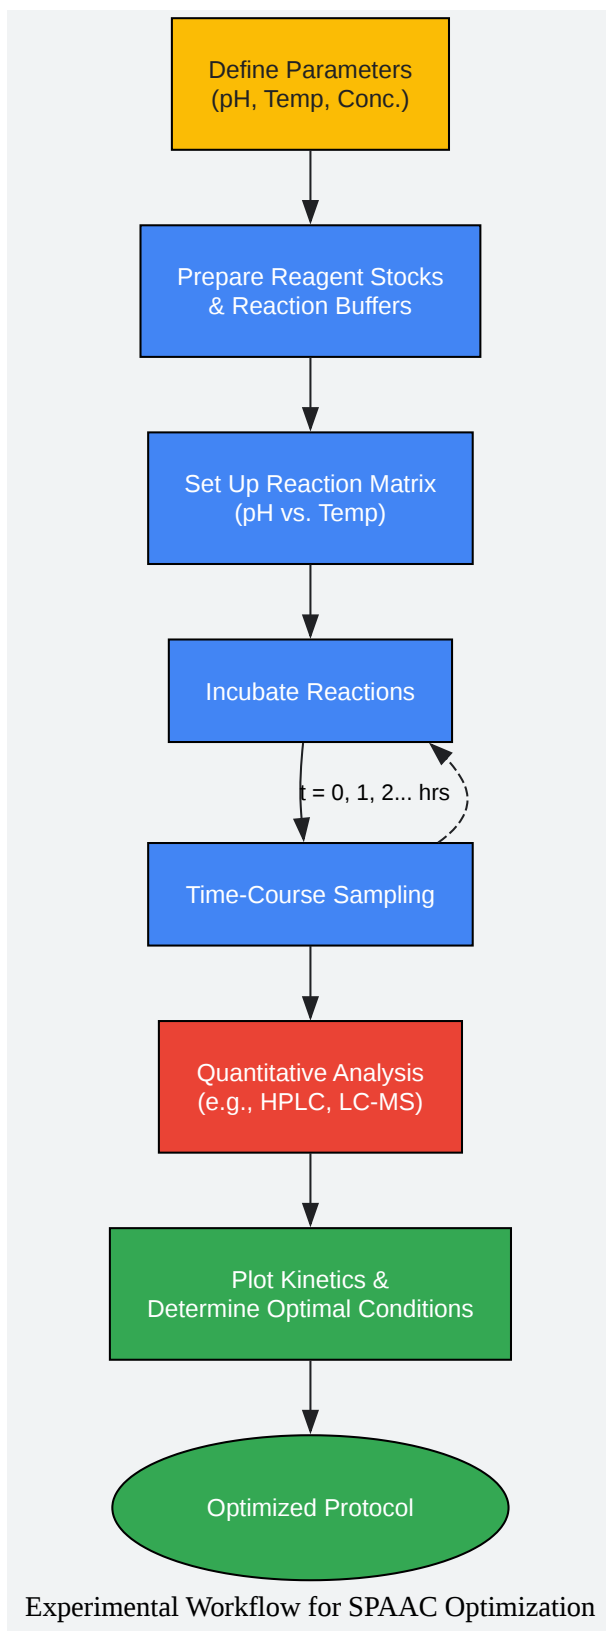 Define Parameters
(pH, Temp, Conc.)
Prepare Reagent Stocks
& Reaction Buffers
Set Up Reaction Matrix
(pH vs. Temp)
Incubate Reactions
t = 0, 1, 2... hrs
Time-Course Sampling
Quantitative Analysis
(e.g., HPLC, LC-MS)
Plot Kinetics &
Determine Optimal Conditions
Optimized Protocol
Experimental Workflow for SPAAC Optimization